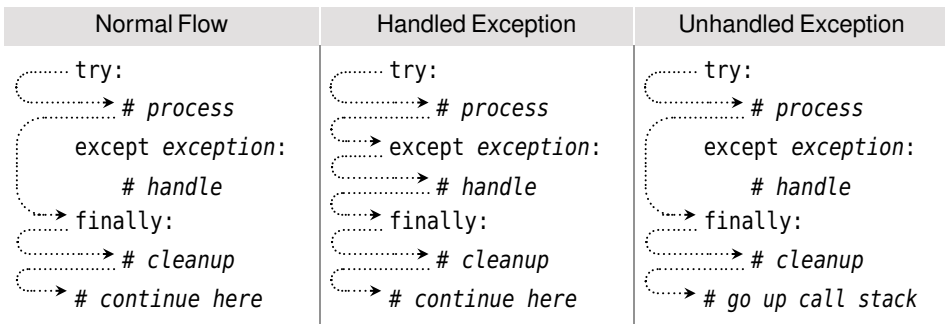 Normal Flow Handled Exception Unhandled Exception
try: try: try:
# process # process # process
except exception: except exception: except exception:
# handle # handle # handle
finally: finally: finally:
# cleanup # cleanup # cleanup
# continue here # continue here # go up call stack